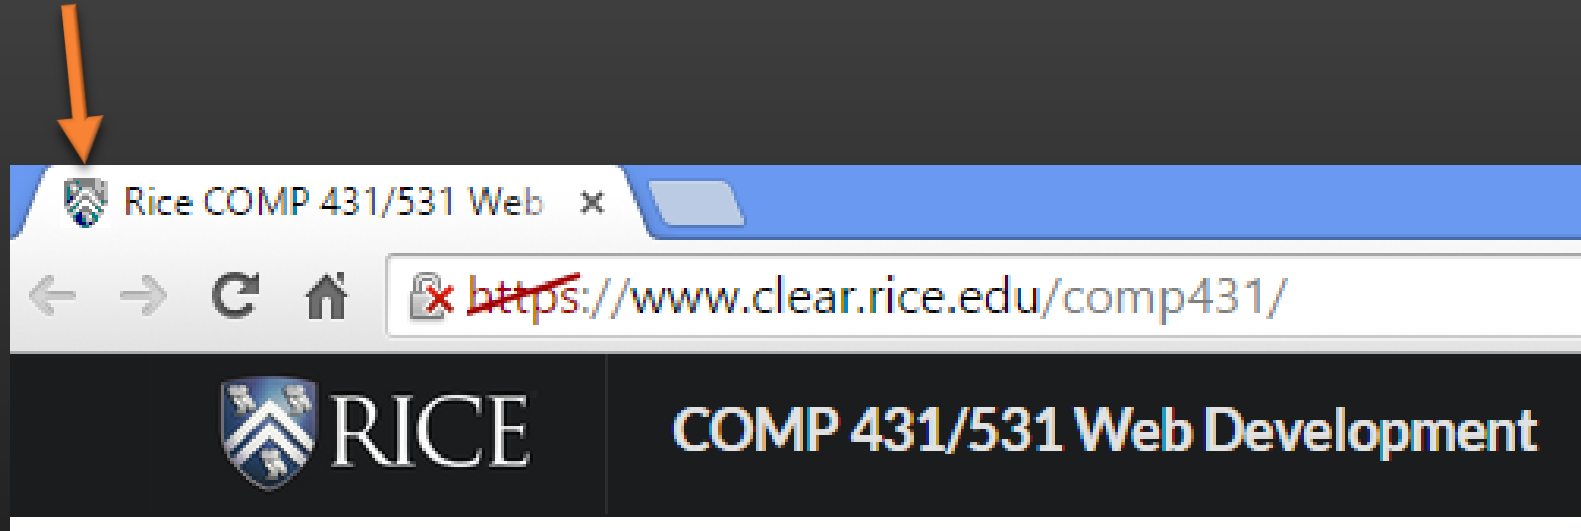 Rice COMP 431/531 Web
https://www.clear.rice.edu/comp431/
RICE COMP 431/531 Web Development